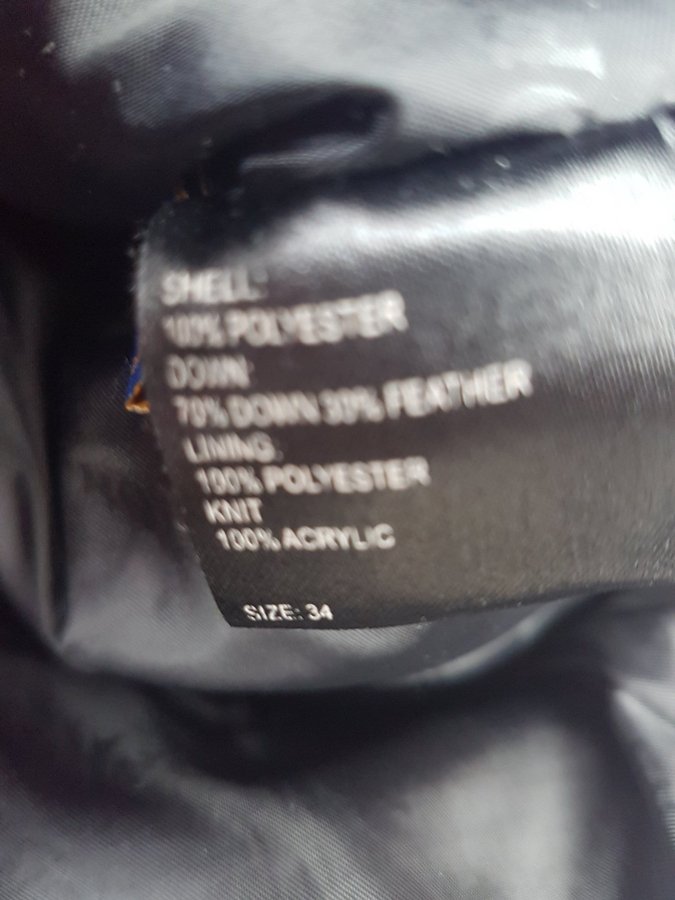 SHELL:
100% POLYESTER
DOWN:
70% DOWN 30% FEATHER
LINING:
100% POLYESTER
KNIT
100% ACRYLIC
SIZE: 34